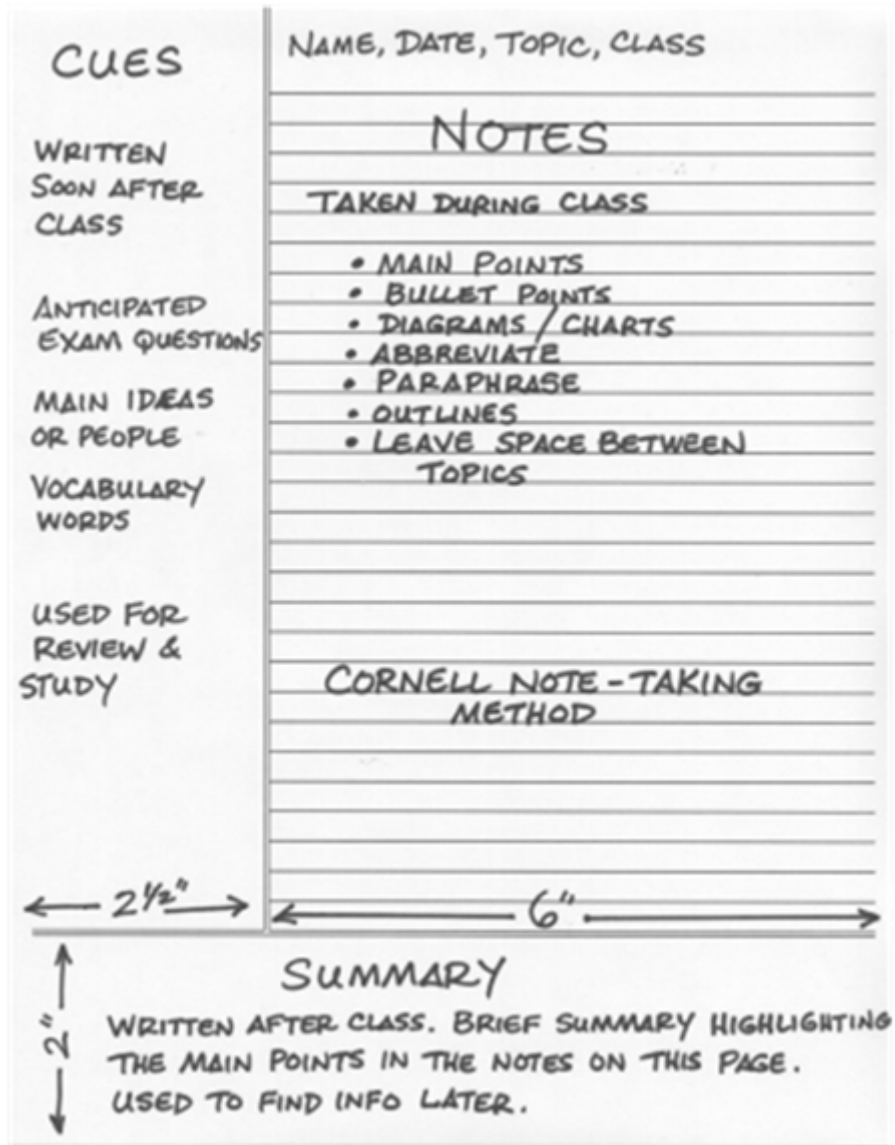 CUES
WRITTEN
SOON AFTER
CLASS
ANTICIPATED
EXAM QUESTIONS
MAIN IDEAS
OR PEOPLE
VOCABULARY
WORDS
USED FOR
REVIEW &
STUDY
2 1/2"
NAME, DATE, TOPIC, CLASS
NOTES
TAKEN DURING CLASS
• MAIN POINTS
• BULLET POINTS
• DIAGRAMS / CHARTS
• ABBREVIATE
• PARAPHRASE
• OUTLINES
• LEAVE SPACE BETWEEN
TOPICS
CORNELL NOTE-TAKING
METHOD
6"
2"
SUMMARY
WRITTEN AFTER CLASS. BRIEF SUMMARY HIGHLIGHTING
THE MAIN POINTS IN THE NOTES ON THIS PAGE.
USED TO FIND INFO LATER.